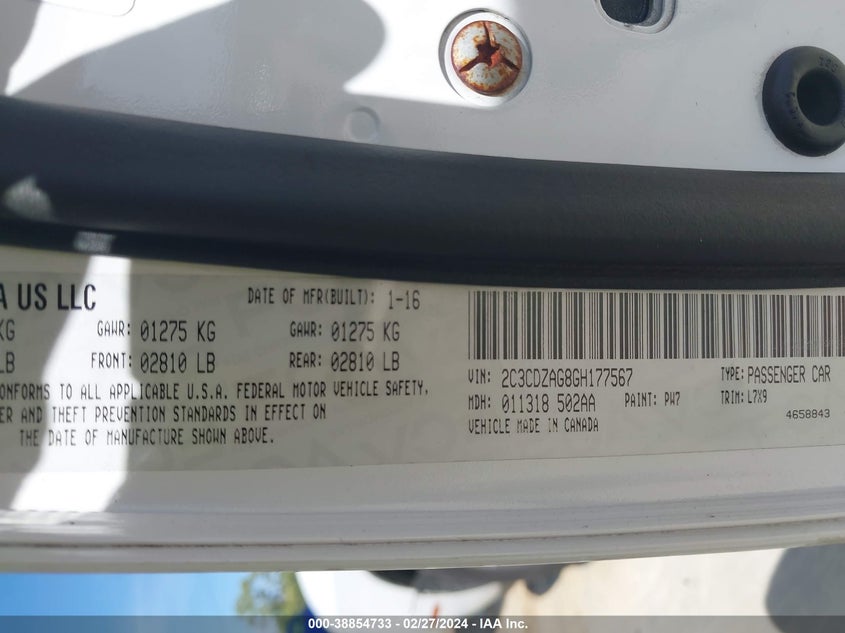 A US LLC
DATE OF MFR(BUILT): 1-16
KG GAWR: 01275 KG GAWR: 01275 KG
LB FRONT: 02810 LB REAR: 02810 LB
CONFORMS TO ALL APPLICABLE U.S.A. FEDERAL MOTOR VEHICLE SAFETY,
ER AND THEFT PREVENTION STANDARDS IN EFFECT ON
THE DATE OF MANUFACTURE SHOWN ABOVE.
VIN: 2C3CDZAG8GH177567 TYPE: PASSENGER CAR
MDH: 011318 502AA PAINT: PW7 TRIM: L7X9
VEHICLE MADE IN CANADA
4658843
000-38854733 - 02/27/2024 - IAA Inc.